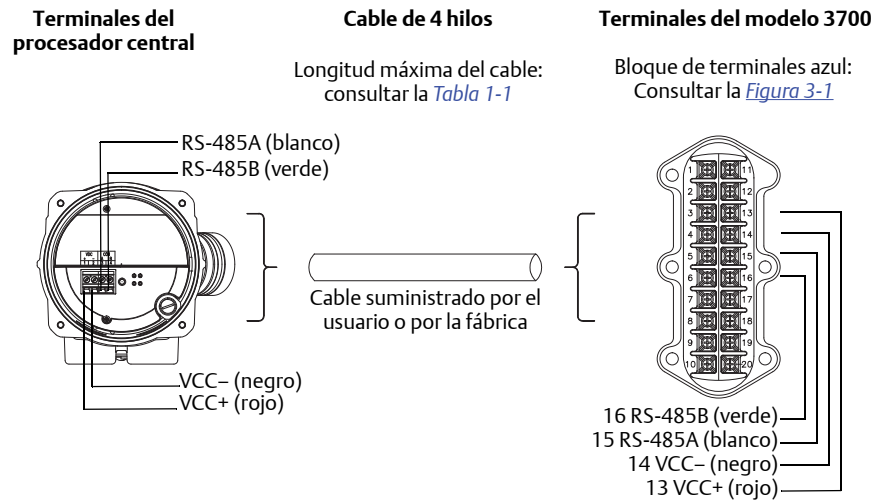 Terminales del
procesador central
Cable de 4 hilos
Longitud máxima del cable:
consultar la Tabla 1-1
Terminales del modelo 3700
Bloque de terminales azul:
Consultar la Figura 3-1
RS-485A (blanco)
RS-485B (verde)
VCC– (negro)
VCC+ (rojo)
Cable suministrado por el
usuario o por la fábrica
1 11
2 12
3 13
4 14
5 15
6 16
7 17
8 18
9 19
10 20
16 RS-485B (verde)
15 RS-485A (blanco)
14 VCC– (negro)
13 VCC+ (rojo)